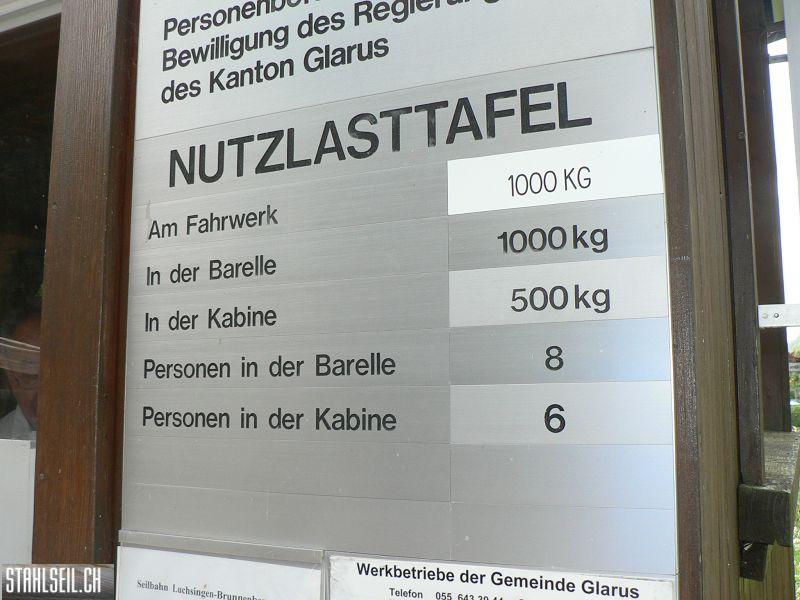 Bewilligung des
des Kanton Glarus
NUTZLASTTAFEL
Am Fahrwerk 1000 KG
In der Barelle 1000 kg
In der Kabine 500 kg
Personen in der Barelle 8
Personen in der Kabine 6
Seilbahn
Werkbetriebe der Gemeinde Glarus
Telefon 055 643
STAHLSEIL.CH